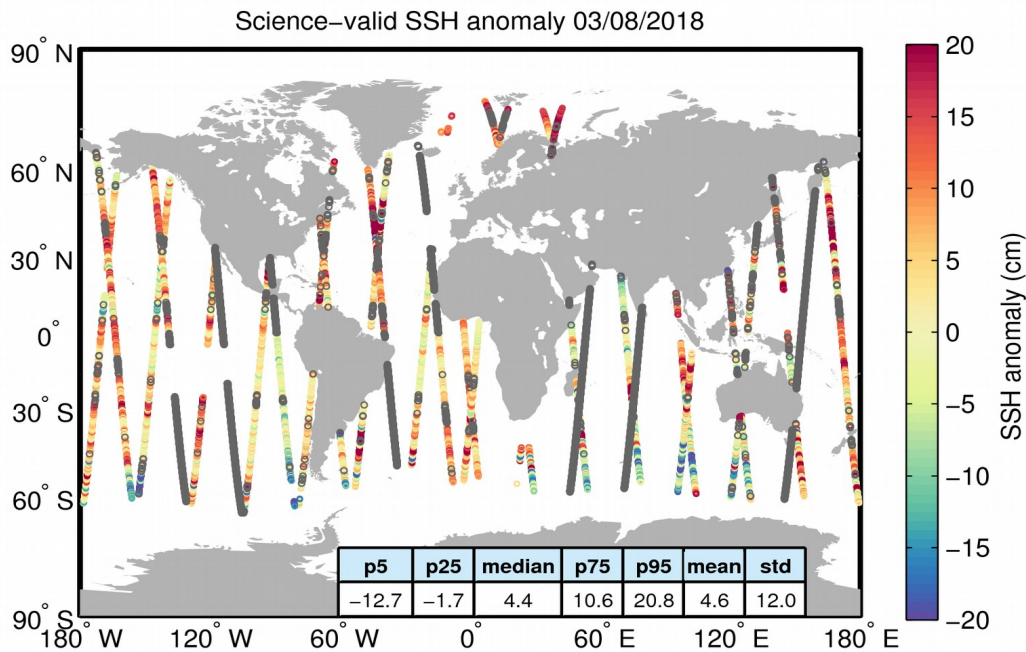 Science−valid SSH anomaly 03/08/2018
90° N
60° N
30° N
0°
30° S
60° S
90° S
180° W
120° W
60° W
0°
60° E
120° E
180° E
p5 p25 median p75 p95 mean std
−12.7 −1.7 4.4 10.6 20.8 4.6 12.0
20
15
10
5
0
−5
−10
−15
−20
SSH anomaly (cm)